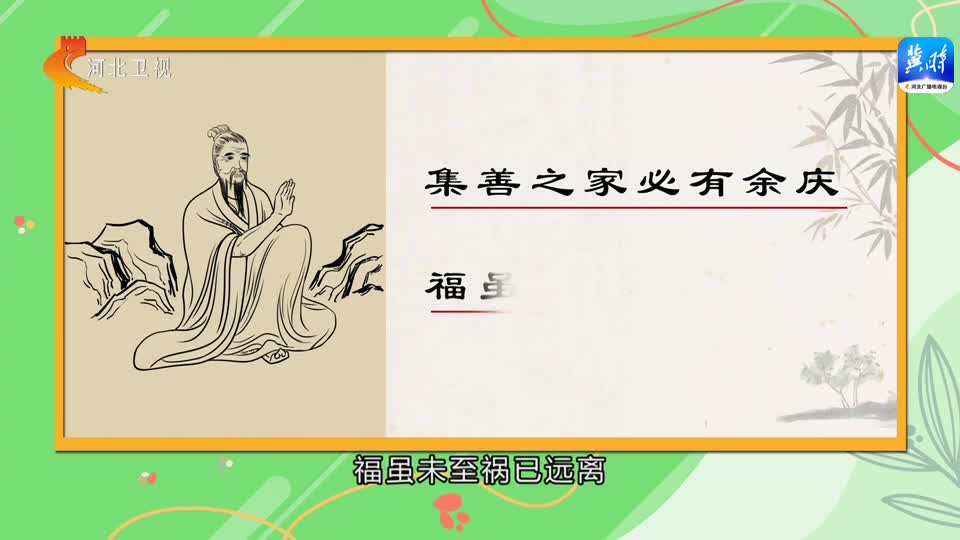 河北卫视
冀时
河北广播电视台
集善之家必有余庆
福虽
福虽未至祸已远离